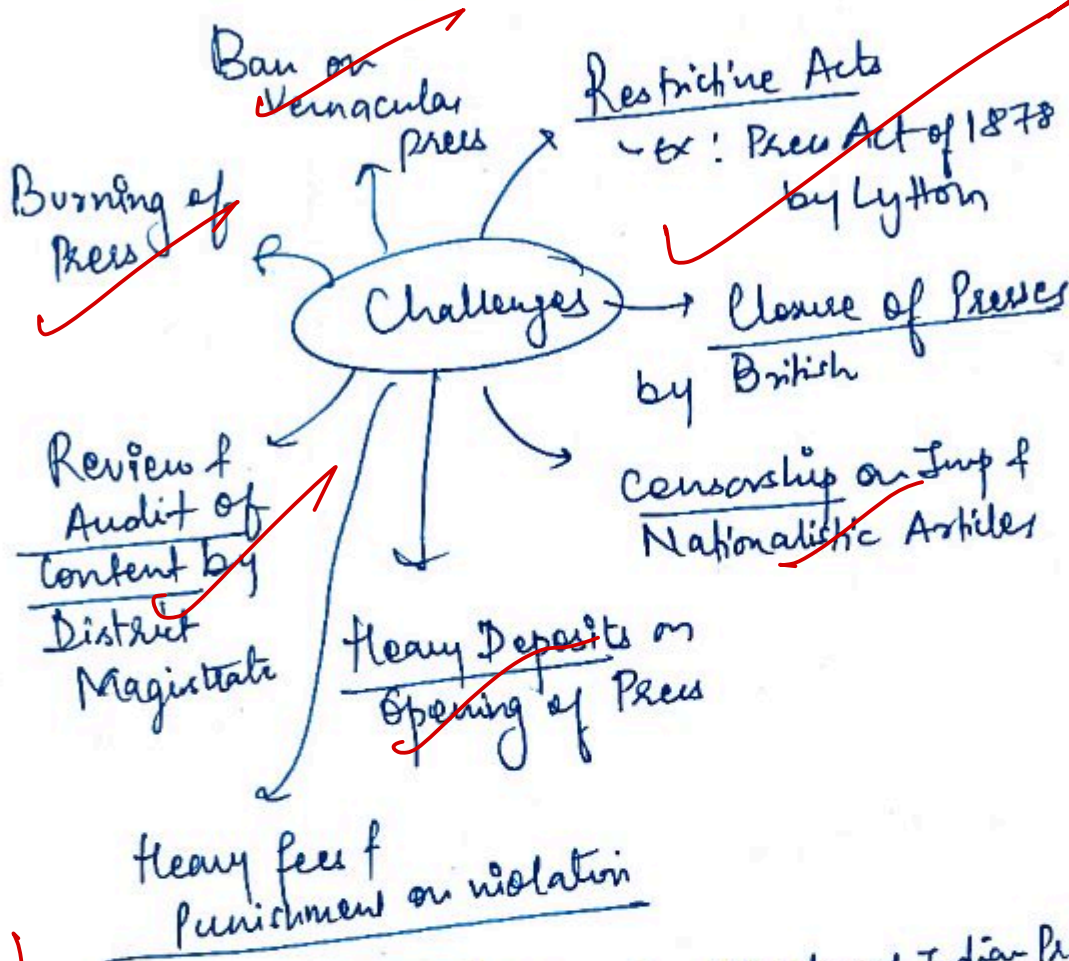 Ban on
Vernacular
press
Restrictive Acts
- ex: Press Act of 1878
by Lytton
Burning of
Press
Challenges
Closure of Presses
by British
Review &
Audit of
Content by
District
Magistrate
Censorship on Imp &
Nationalistic Articles
Heavy Deposits on
Opening of Press
Heavy fees &
Punishment on violation
Indian Pr